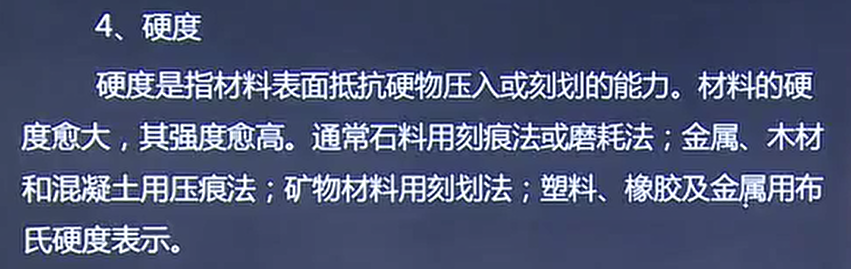 4、硬度
硬度是指材料表面抵抗硬物压入或刻划的能力。材料的硬
度愈大，其强度愈高。通常石料用刻痕法或磨耗法；金属、木材
和混凝土用压痕法；矿物材料用刻划法；塑料、橡胶及金属用布
氏硬度表示。